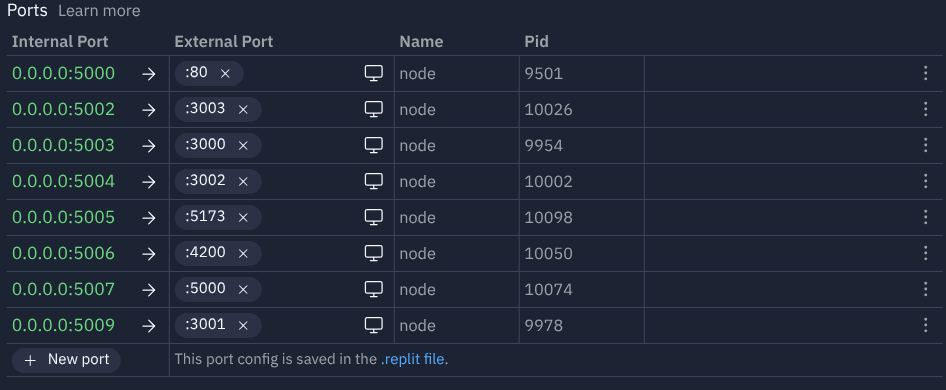 Ports Learn more
Internal Port External Port Name Pid
0.0.0.0:5000 → :80 × node 9501
0.0.0.0:5002 → :3003 × node 10026
0.0.0.0:5003 → :3000 × node 9954
0.0.0.0:5004 → :3002 × node 10002
0.0.0.0:5005 → :5173 × node 10098
0.0.0.0:5006 → :4200 × node 10050
0.0.0.0:5007 → :5000 × node 10074
0.0.0.0:5009 → :3001 × node 9978
+ New port This port config is saved in the .replit file.